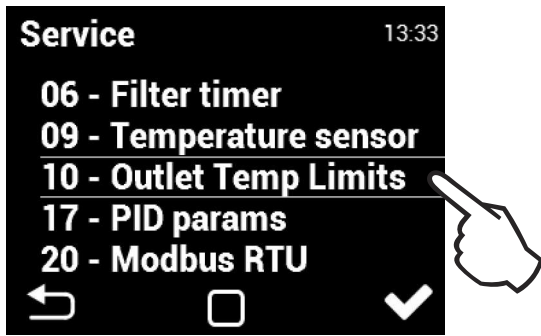 Service
13:33
06 - Filter timer
09 - Temperature sensor
10 - Outlet Temp Limits
17 - PID params
20 - Modbus RTU